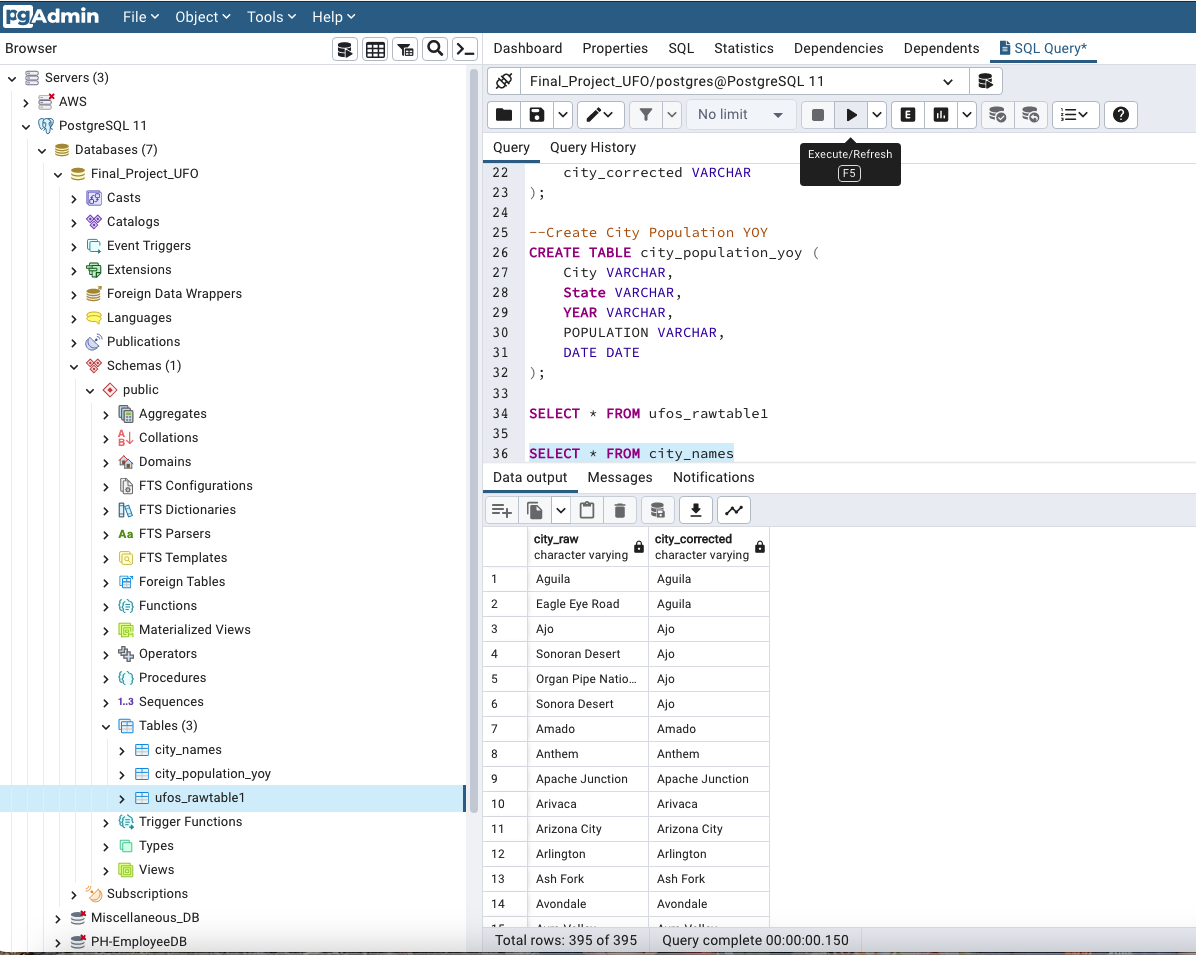 pgAdmin File Object Tools Help
Browser
Dashboard Properties SQL Statistics Dependencies Dependents SQL Query*
Servers (3)
AWS
PostgreSQL 11
Databases (7)
Final_Project_UFO
Casts
Catalogs
Event Triggers
Extensions
Foreign Data Wrappers
Languages
Publications
Schemas (1)
public
Aggregates
Collations
Domains
FTS Configurations
FTS Dictionaries
Aa FTS Parsers
FTS Templates
Foreign Tables
Functions
Materialized Views
Operators
Procedures
1..3 Sequences
Tables (3)
city_names
city_population_yoy
ufos_rawtable1
Trigger Functions
Types
Views
Subscriptions
Miscellaneous_DB
PH-EmployeeDB
Final_Project_UFO/postgres@PostgreSQL 11
No limit E
Query Query History
Execute/Refresh
F5
22 city_corrected VARCHAR
23 );
24
25 --Create City Population YOY
26 CREATE TABLE city_population_yoy (
27 City VARCHAR,
28 State VARCHAR,
29 YEAR VARCHAR,
30 POPULATION VARCHAR,
31 DATE DATE
32 );
33
34 SELECT * FROM ufos_rawtable1
35
36 SELECT * FROM city_names
Data output Messages Notifications
city_raw city_corrected
character varying character varying
1 Aguila Aguila
2 Eagle Eye Road Aguila
3 Ajo Ajo
4 Sonoran Desert Ajo
5 Organ Pipe Natio... Ajo
6 Sonora Desert Ajo
7 Amado Amado
8 Anthem Anthem
9 Apache Junction Apache Junction
10 Arivaca Arivaca
11 Arizona City Arizona City
12 Arlington Arlington
13 Ash Fork Ash Fork
14 Avondale Avondale
Total rows: 395 of 395 Query complete 00:00:00.150